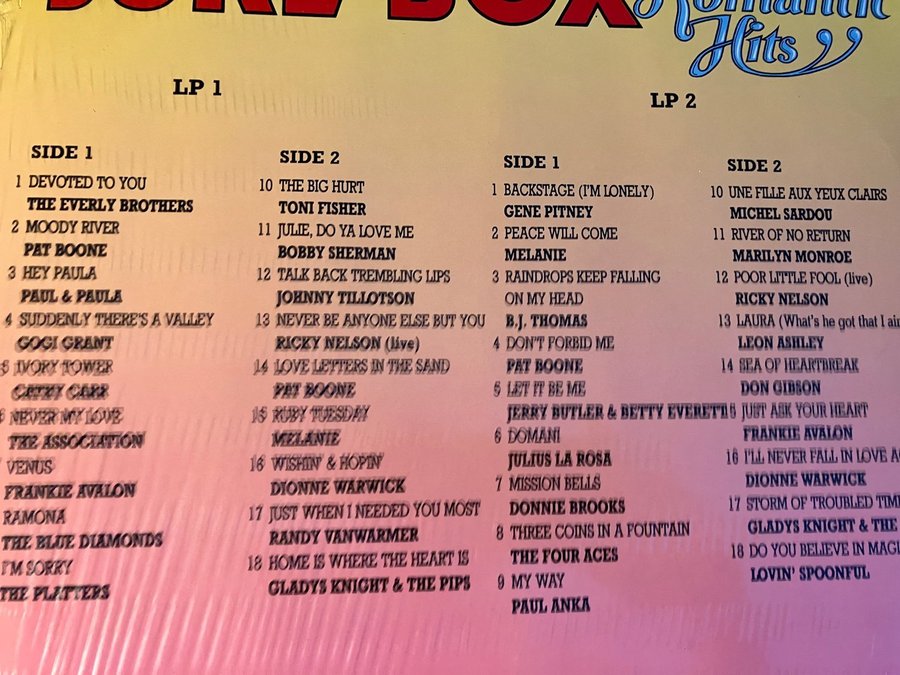 JUKE BOX
Romantic
Hits
LP 1
LP 2
SIDE 1
1 DEVOTED TO YOU
THE EVERLY BROTHERS
2 MOODY RIVER
PAT BOONE
3 HEY PAULA
PAUL & PAULA
4 SUDDENLY THERE'S A VALLEY
GOGI GRANT
5 IVORY TOWER
CATHY CARR
6 NEVER MY LOVE
THE ASSOCIATION
VENUS
FRANKIE AVALON
RAMONA
THE BLUE DIAMONDS
I'M SORRY
THE PLATTERS
SIDE 2
10 THE BIG HURT
TONI FISHER
11 JULIE, DO YA LOVE ME
BOBBY SHERMAN
12 TALK BACK TREMBLING LIPS
JOHNNY TILLOTSON
13 NEVER BE ANYONE ELSE BUT YOU
RICKY NELSON (live)
14 LOVE LETTERS IN THE SAND
PAT BOONE
15 RUBY TUESDAY
MELANIE
16 WISHIN' & HOPIN'
DIONNE WARWICK
17 JUST WHEN I NEEDED YOU MOST
RANDY VANWARMER
18 HOME IS WHERE THE HEART IS
GLADYS KNIGHT & THE PIPS
SIDE 1
1 BACKSTAGE (I'M LONELY)
GENE PITNEY
2 PEACE WILL COME
MELANIE
3 RAINDROPS KEEP FALLING
ON MY HEAD
B.J. THOMAS
4 DON'T FORBID ME
PAT BOONE
5 LET IT BE ME
JERRY BUTLER & BETTY EVERETT
6 DOMANI
JULIUS LA ROSA
7 MISSION BELLS
DONNIE BROOKS
8 THREE COINS IN A FOUNTAIN
THE FOUR ACES
9 MY WAY
PAUL ANKA
SIDE 2
10 UNE FILLE AUX YEUX CLAIRS
MICHEL SARDOU
11 RIVER OF NO RETURN
MARILYN MONROE
12 POOR LITTLE FOOL (live)
RICKY NELSON
13 LAURA (What's he got that I ain
LEON ASHLEY
14 SEA OF HEARTBREAK
DON GIBSON
15 JUST ASK YOUR HEART
FRANKIE AVALON
16 I'LL NEVER FALL IN LOVE A
DIONNE WARWICK
17 STORM OF TROUBLED TIM
GLADYS KNIGHT & THE
18 DO YOU BELIEVE IN MAGI
LOVIN' SPOONFUL